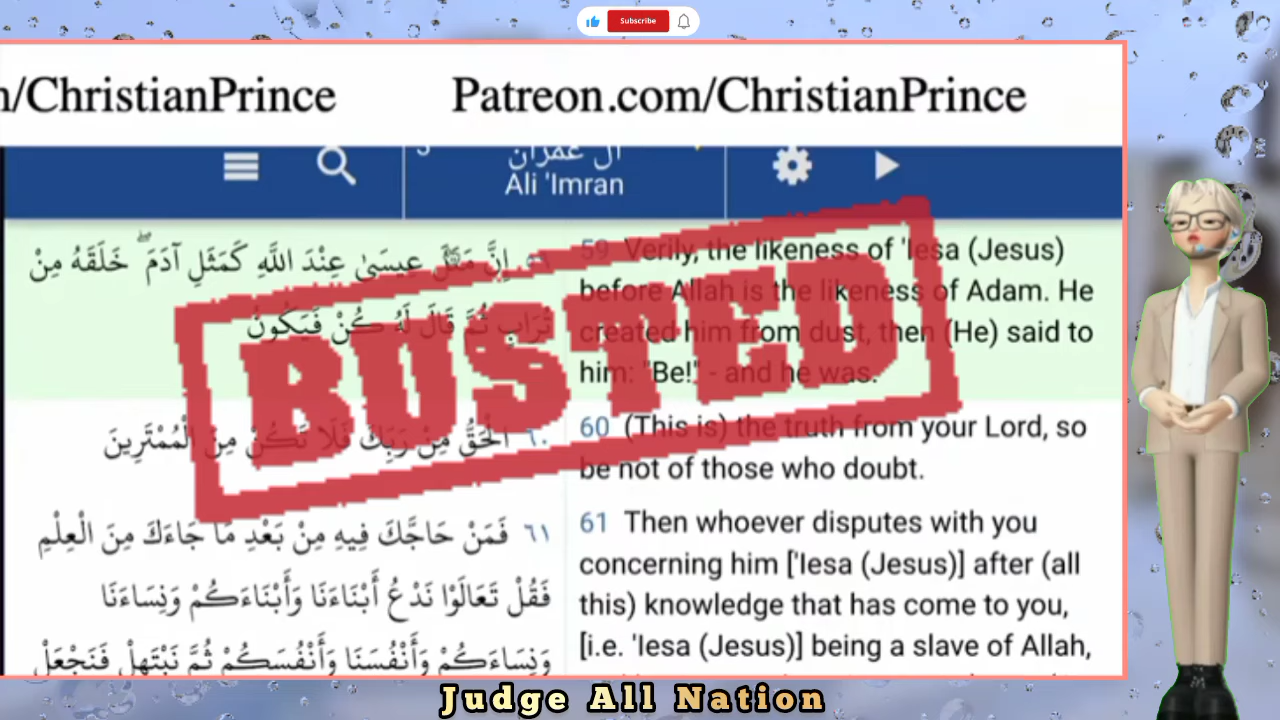 Subscribe
n/ChristianPrince Patreon.com/ChristianPrince
آل عمران
Ali 'Imran
٥٩ إِنَّ مَثَلَ عِيسَىٰ عِنْدَ اللَّهِ كَمَثَلِ آدَمَ ۖ خَلَقَهُ مِنْ
تُرَابٍ ثُمَّ قَالَ لَهُ كُنْ فَيَكُونُ
59 Verily, the likeness of 'Iesa (Jesus)
before Allah is the likeness of Adam. He
created him from dust, then (He) said to
him: "Be!" - and he was.
BUSTED
٦٠ الْحَقُّ مِنْ رَبِّكَ فَلَا تَكُنْ مِنَ الْمُمْتَرِينَ
60 (This is) the truth from your Lord, so
be not of those who doubt.
٦١ فَمَنْ حَاجَّكَ فِيهِ مِنْ بَعْدِ مَا جَاءَكَ مِنَ الْعِلْمِ
فَقُلْ تَعَالَوْا نَدْعُ أَبْنَاءَنَا وَأَبْنَاءَكُمْ وَنِسَاءَنَا
وَنِسَاءَكُمْ وَأَنْفُسَنَا وَأَنْفُسَكُمْ ثُمَّ نَبْتَهِلْ فَنَجْعَلْ
61 Then whoever disputes with you
concerning him ['Iesa (Jesus)] after (all
this) knowledge that has come to you,
[i.e. 'Iesa (Jesus)] being a slave of Allah,
Judge All Nation